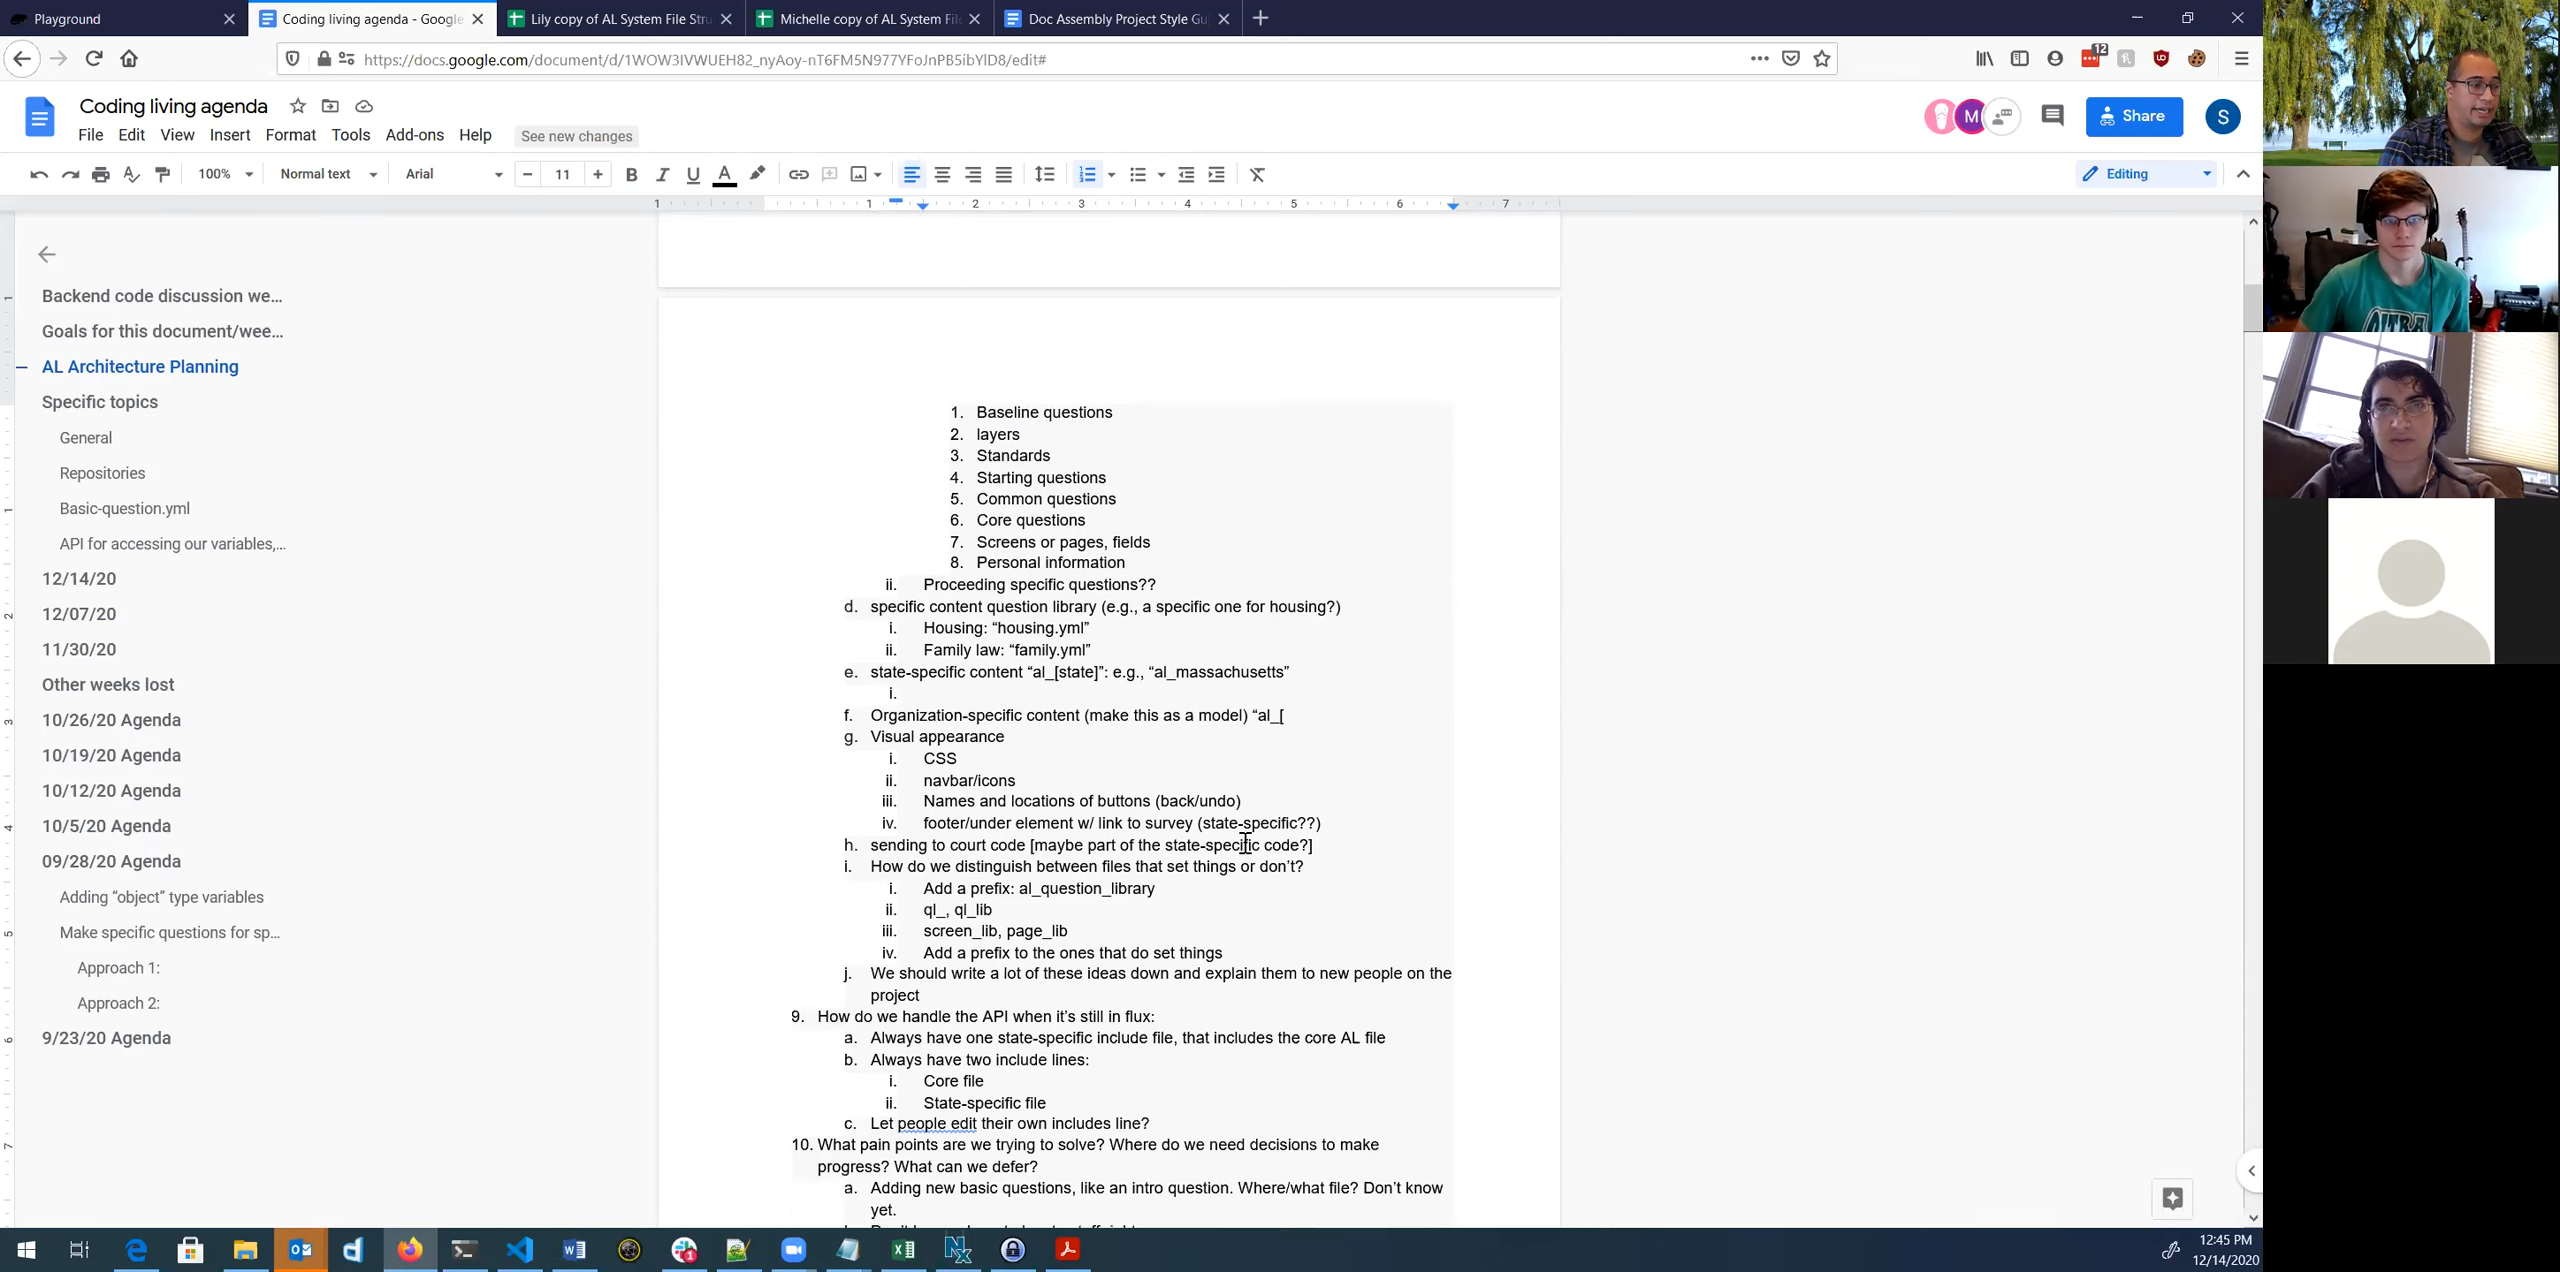 Playground
Coding living agenda - Google
Lily copy of AL System File Stru
Michelle copy of AL System File
Doc Assembly Project Style Gu
https://docs.google.com/document/d/1WOW3IVWUEH82_nyAoy-nT6FM5N977YFoJnPB5ibYlD8/edit#
12
Coding living agenda
File Edit View Insert Format Tools Add-ons Help See new changes
M
Share
S
100% Normal text Arial 11 B I U A
Editing
1 1 2 3 4 5 6 7
Backend code discussion we...
Goals for this document/wee...
AL Architecture Planning
Specific topics
General
Repositories
Basic-question.yml
API for accessing our variables,...
12/14/20
12/07/20
11/30/20
Other weeks lost
10/26/20 Agenda
10/19/20 Agenda
10/12/20 Agenda
10/5/20 Agenda
09/28/20 Agenda
Adding “object” type variables
Make specific questions for sp...
Approach 1:
Approach 2:
9/23/20 Agenda
1. Baseline questions
2. layers
3. Standards
4. Starting questions
5. Common questions
6. Core questions
7. Screens or pages, fields
8. Personal information
ii. Proceeding specific questions??
d. specific content question library (e.g., a specific one for housing?)
i. Housing: “housing.yml”
ii. Family law: “family.yml”
e. state-specific content “al_[state]”: e.g., “al_massachusetts”
i.
f. Organization-specific content (make this as a model) “al_[
g. Visual appearance
i. CSS
ii. navbar/icons
iii. Names and locations of buttons (back/undo)
iv. footer/under element w/ link to survey (state-specific??)
h. sending to court code [maybe part of the state-specific code?]
i. How do we distinguish between files that set things or don’t?
i. Add a prefix: al_question_library
ii. ql_, ql_lib
iii. screen_lib, page_lib
iv. Add a prefix to the ones that do set things
j. We should write a lot of these ideas down and explain them to new people on the
project
9. How do we handle the API when it’s still in flux:
a. Always have one state-specific include file, that includes the core AL file
b. Always have two include lines:
i. Core file
ii. State-specific file
c. Let people edit their own includes line?
10. What pain points are we trying to solve? Where do we need decisions to make
progress? What can we defer?
a. Adding new basic questions, like an intro question. Where/what file? Don’t know
yet.
12:45 PM
12/14/2020